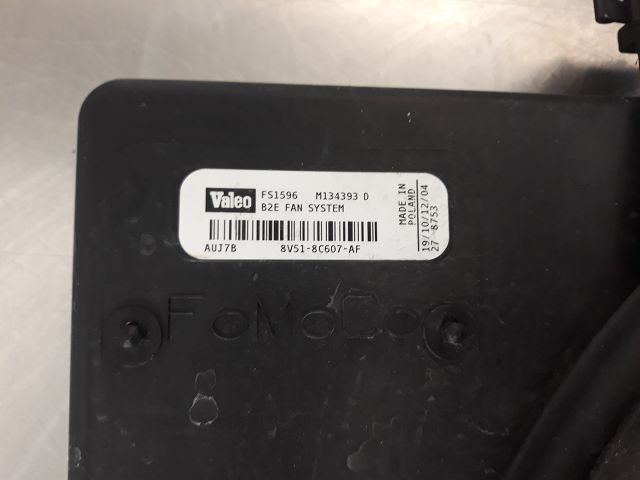 Valeo FS1596 M134393 D
B2E FAN SYSTEM
AUJ7B 8V51-8C607-AF
MADE IN
POLAND
19/10/12/04
27 8753
FoMoCo